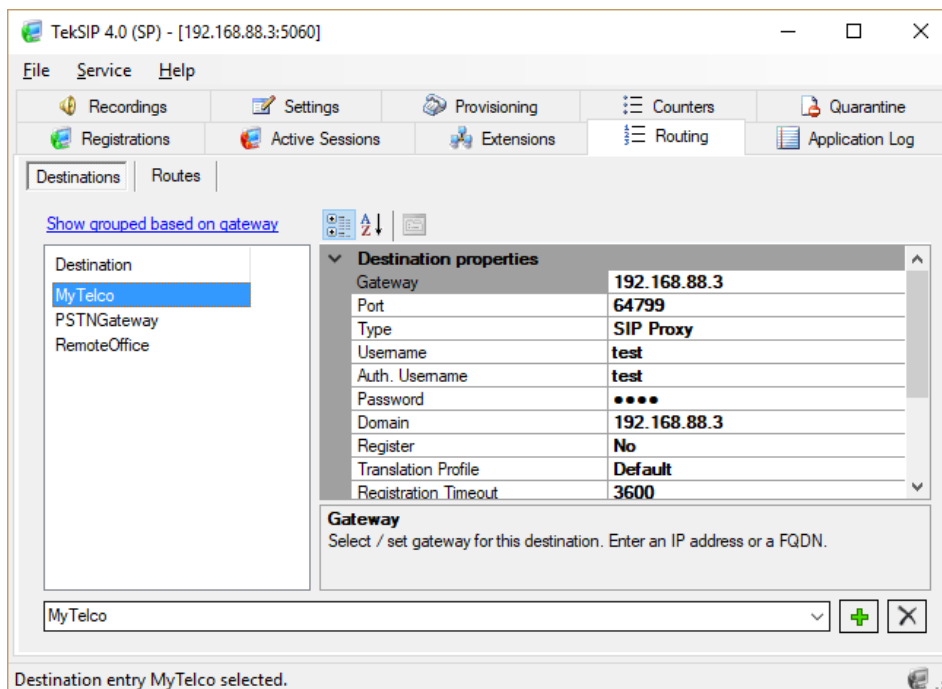 TekSIP 4.0 (SP) - [192.168.88.3:5060]
File Service Help
Recordings Settings Provisioning Counters Quarantine
Registrations Active Sessions Extensions Routing Application Log
Destinations Routes
Show grouped based on gateway
Destination
MyTelco
PSTNGateway
RemoteOffice
Destination properties
Gateway 192.168.88.3
Port 64799
Type SIP Proxy
Username test
Auth. Username test
Password ●●●●
Domain 192.168.88.3
Register No
Translation Profile Default
Registration Timeout 3600
Gateway
Select / set gateway for this destination. Enter an IP address or a FQDN.
MyTelco
Destination entry MyTelco selected.